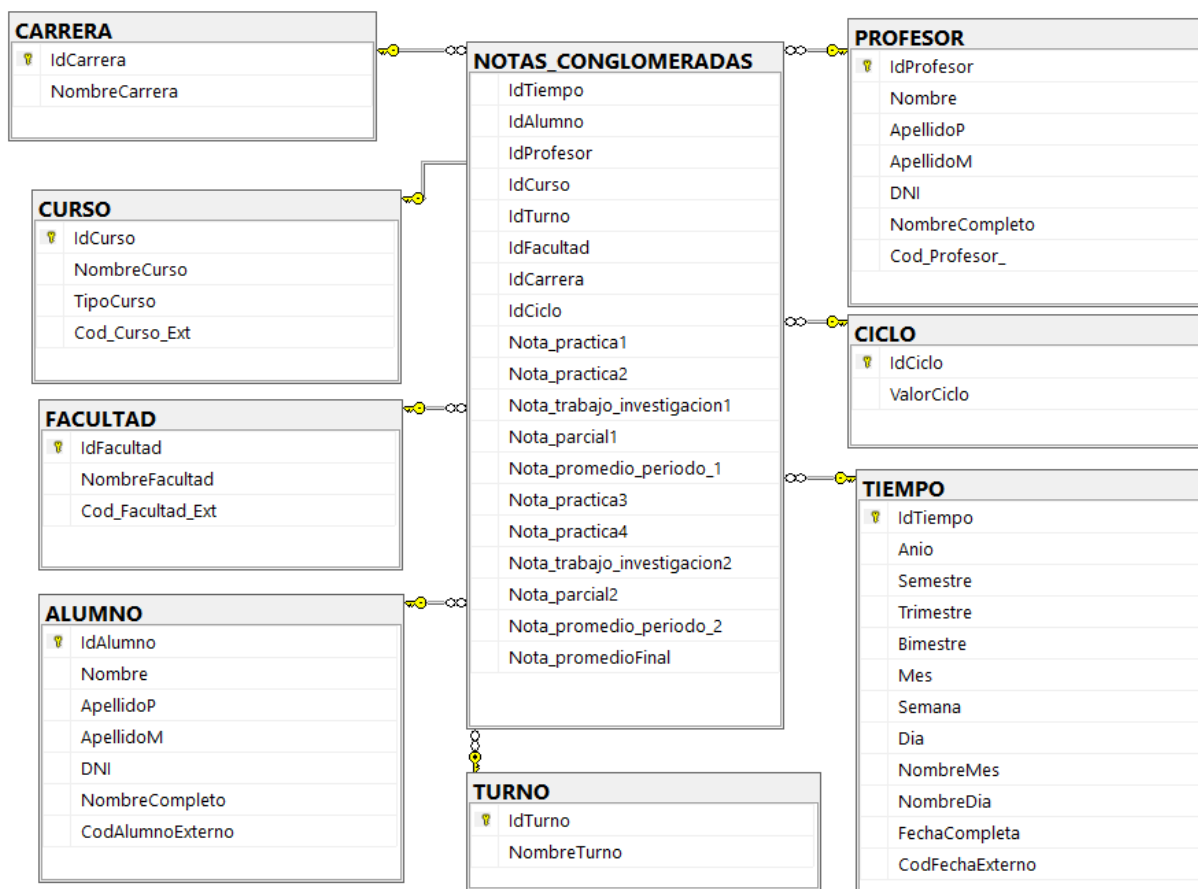 CARRERA
IdCarrera
NombreCarrera
CURSO
IdCurso
NombreCurso
TipoCurso
Cod_Curso_Ext
FACULTAD
IdFacultad
NombreFacultad
Cod_Facultad_Ext
ALUMNO
IdAlumno
Nombre
ApellidoP
ApellidoM
DNI
NombreCompleto
CodAlumnoExterno
NOTAS_CONGLOMERADAS
IdTiempo
IdAlumno
IdProfesor
IdCurso
IdTurno
IdFacultad
IdCarrera
IdCiclo
Nota_practica1
Nota_practica2
Nota_trabajo_investigacion1
Nota_parcial1
Nota_promedio_periodo_1
Nota_practica3
Nota_practica4
Nota_trabajo_investigacion2
Nota_parcial2
Nota_promedio_periodo_2
Nota_promedioFinal
TURNO
IdTurno
NombreTurno
PROFESOR
IdProfesor
Nombre
ApellidoP
ApellidoM
DNI
NombreCompleto
Cod_Profesor_
CICLO
IdCiclo
ValorCiclo
TIEMPO
IdTiempo
Anio
Semestre
Trimestre
Bimestre
Mes
Semana
Dia
NombreMes
NombreDia
FechaCompleta
CodFechaExterno